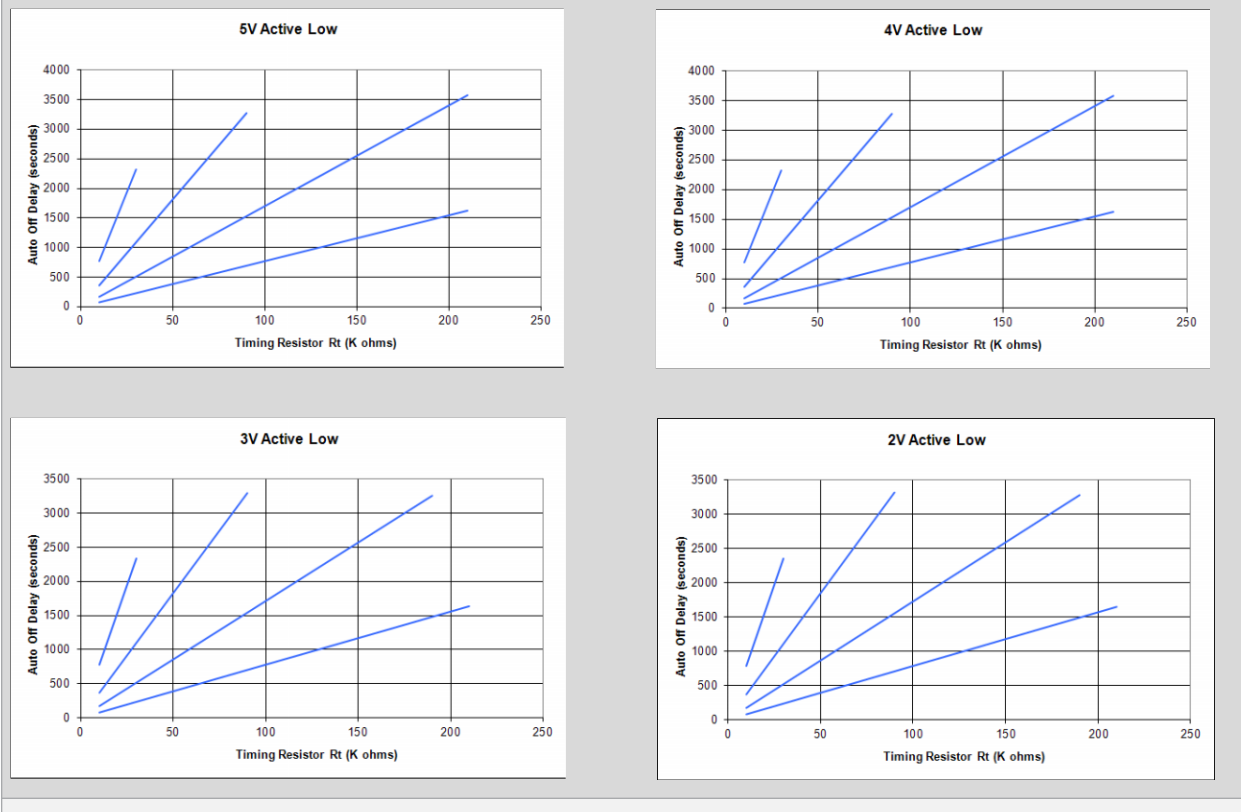 5V Active Low
4000
3500
3000
2500
2000
1500
1000
500
0
Auto Off Delay (seconds)
0 50 100 150 200 250
Timing Resistor Rt (K ohms)
4V Active Low
4000
3500
3000
2500
2000
1500
1000
500
0
Auto Off Delay (seconds)
0 50 100 150 200 250
Timing Resistor Rt (K ohms)
3V Active Low
3500
3000
2500
2000
1500
1000
500
0
Auto Off Delay (seconds)
0 50 100 150 200 250
Timing Resistor Rt (K ohms)
2V Active Low
3500
3000
2500
2000
1500
1000
500
0
Auto Off Delay (seconds)
0 50 100 150 200 250
Timing Resistor Rt (K ohms)